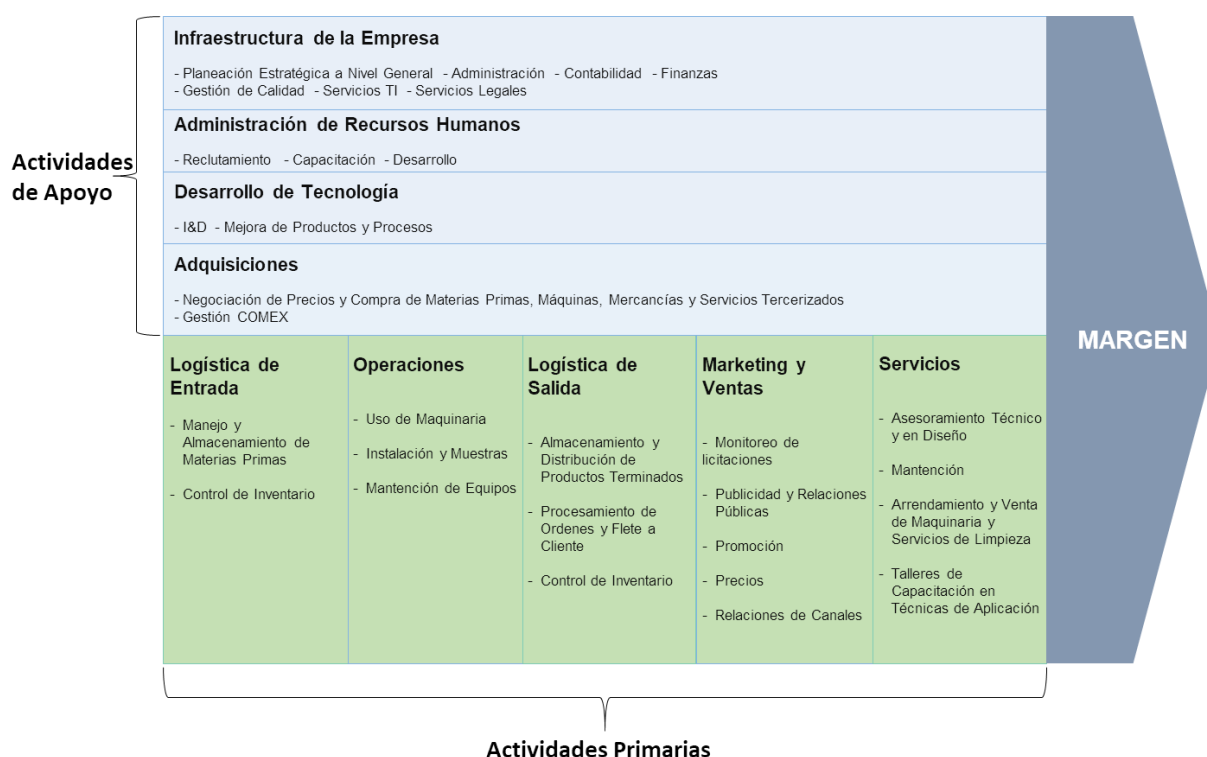 Infraestructura de la Empresa
- Planeación Estratégica a Nivel General - Administración - Contabilidad - Finanzas
- Gestión de Calidad - Servicios TI - Servicios Legales
Administración de Recursos Humanos
- Reclutamiento - Capacitación - Desarrollo
Actividades
de Apoyo
Desarrollo de Tecnología
- I&D - Mejora de Productos y Procesos
Adquisiciones
- Negociación de Precios y Compra de Materias Primas, Máquinas, Mercancías y Servicios Tercerizados
- Gestión COMEX
MARGEN
Logística de
Entrada
- Manejo y
Almacenamiento de
Materias Primas
- Control de Inventario
Operaciones
- Uso de Maquinaria
- Instalación y Muestras
- Mantención de Equipos
Logística de
Salida
- Almacenamiento y
Distribución de
Productos Terminados
- Procesamiento de
Ordenes y Flete a
Cliente
- Control de Inventario
Marketing y
Ventas
- Monitoreo de
licitaciones
- Publicidad y Relaciones
Públicas
- Promoción
- Precios
- Relaciones de Canales
Servicios
- Asesoramiento Técnico
y en Diseño
- Mantención
- Arrendamiento y Venta
de Maquinaria y
Servicios de Limpieza
- Talleres de
Capacitación en
Técnicas de Aplicación
Actividades Primarias